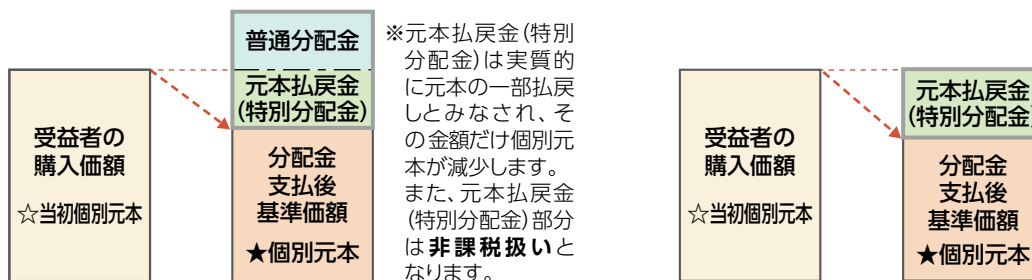 普通分配金
元本払戻金
(特別分配金)
受益者の
購入価額
☆当初個別元本
分配金
支払後
基準価額
★個別元本
※元本払戻金(特別
分配金)は実質的
に元本の一部払戻
しとみなされ、そ
の金額だけ個別元
本が減少します。
また、元本払戻金
(特別分配金)部分
は非課税扱いと
なります。
受益者の
購入価額
☆当初個別元本
元本払戻金
(特別分配金)
分配金
支払後
基準価額
★個別元本